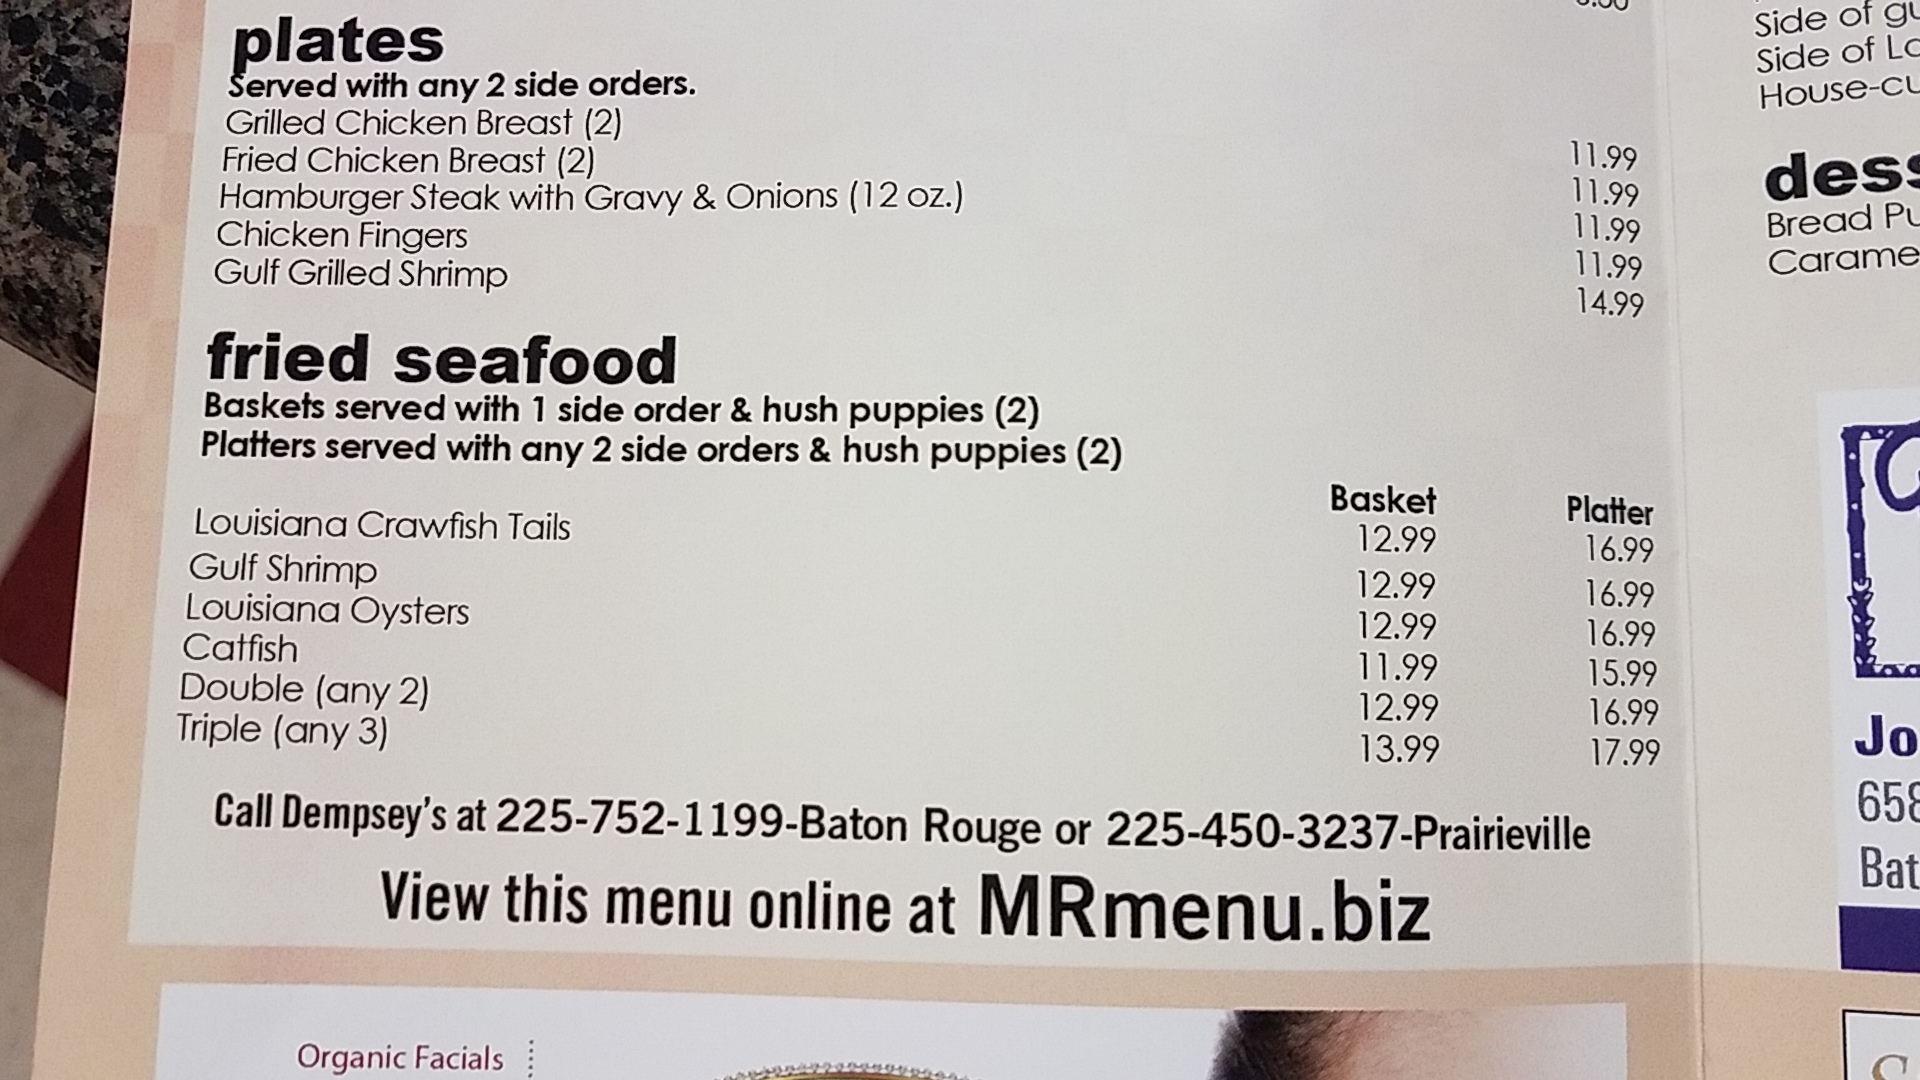 plates
Served with any 2 side orders.
Grilled Chicken Breast (2) 11.99
Fried Chicken Breast (2) 11.99
Hamburger Steak with Gravy & Onions (12 oz.) 11.99
Chicken Fingers 11.99
Gulf Grilled Shrimp 14.99
fried seafood
Baskets served with 1 side order & hush puppies (2)
Platters served with any 2 side orders & hush puppies (2)
Basket Platter
Louisiana Crawfish Tails 12.99 16.99
Gulf Shrimp 12.99 16.99
Louisiana Oysters 12.99 16.99
Catfish 11.99 15.99
Double (any 2) 12.99 16.99
Triple (any 3) 13.99 17.99
Call Dempsey's at 225-752-1199-Baton Rouge or 225-450-3237-Prairieville
View this menu online at MRmenu.biz
Organic Facials
Side of
Side of
Bread